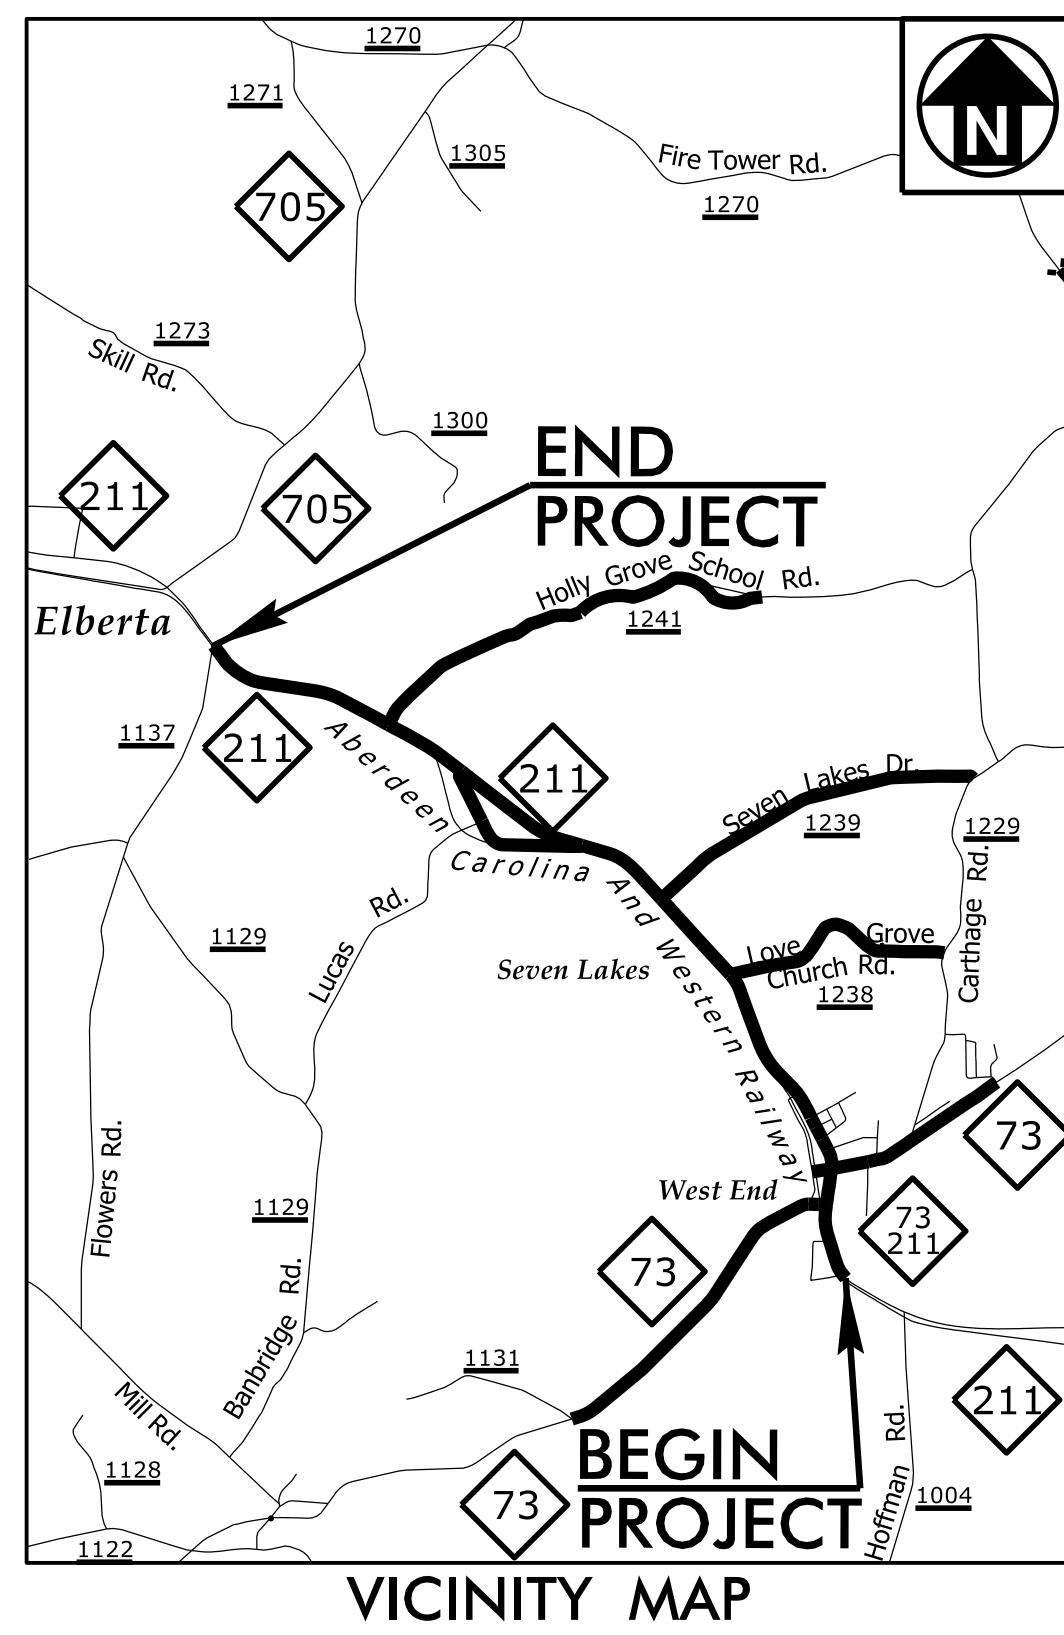 1270
1271
N
1305
Fire Tower Rd.
705
1270
1273
Skill Rd.
1300
END
PROJECT
211
705
Holly Grove School Rd.
1241
Elberta
1137
211
Aberdeen
211
Seven Lakes Dr.
1239
1229
Carolina
And
Western
Railway
Lucas Rd.
Carthage Rd.
1129
Love Grove
Church Rd.
Seven Lakes
1238
Flowers Rd.
73
West End
1129
73
211
73
Banbridge Rd.
1131
Mill Rd.
211
BEGIN
PROJECT
Hoffman Rd.
1128
73
1004
1122
VICINITY MAP